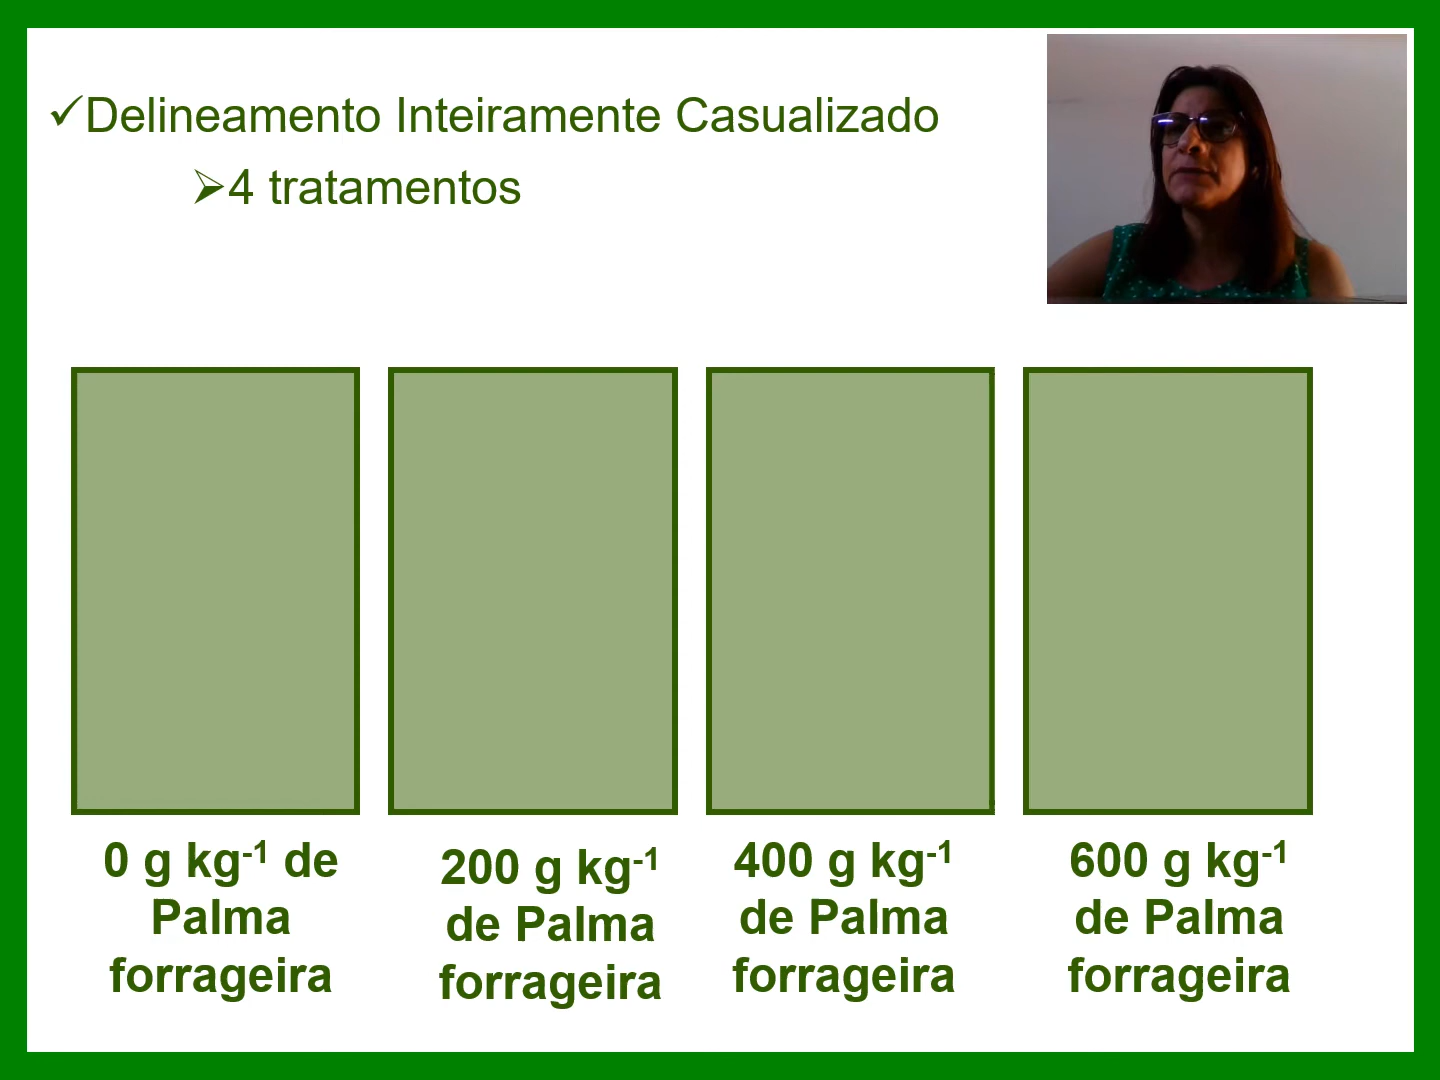 ✓Delineamento Inteiramente Casualizado
➢4 tratamentos
0 g kg⁻¹ de
Palma
forrageira
200 g kg⁻¹
de Palma
forrageira
400 g kg⁻¹
de Palma
forrageira
600 g kg⁻¹
de Palma
forrageira